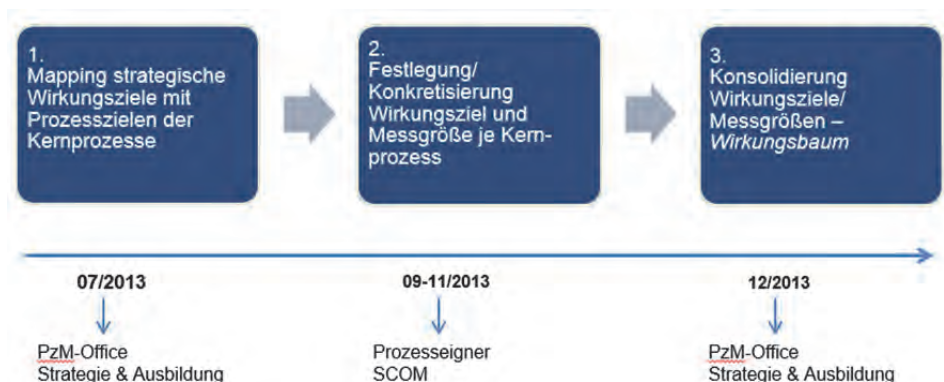 1.
Mapping strategische
Wirkungsziele mit
Prozesszielen der
Kernprozesse
2.
Festlegung/
Konkretisierung
Wirkungsziel und
Messgröße je Kern-
prozess
3.
Konsolidierung
Wirkungsziele/
Messgrößen –
Wirkungsbaum
07/2013
09-11/2013
12/2013
PzM-Office
Strategie & Ausbildung
Prozesseigner
SCOM
PzM-Office
Strategie & Ausbildung